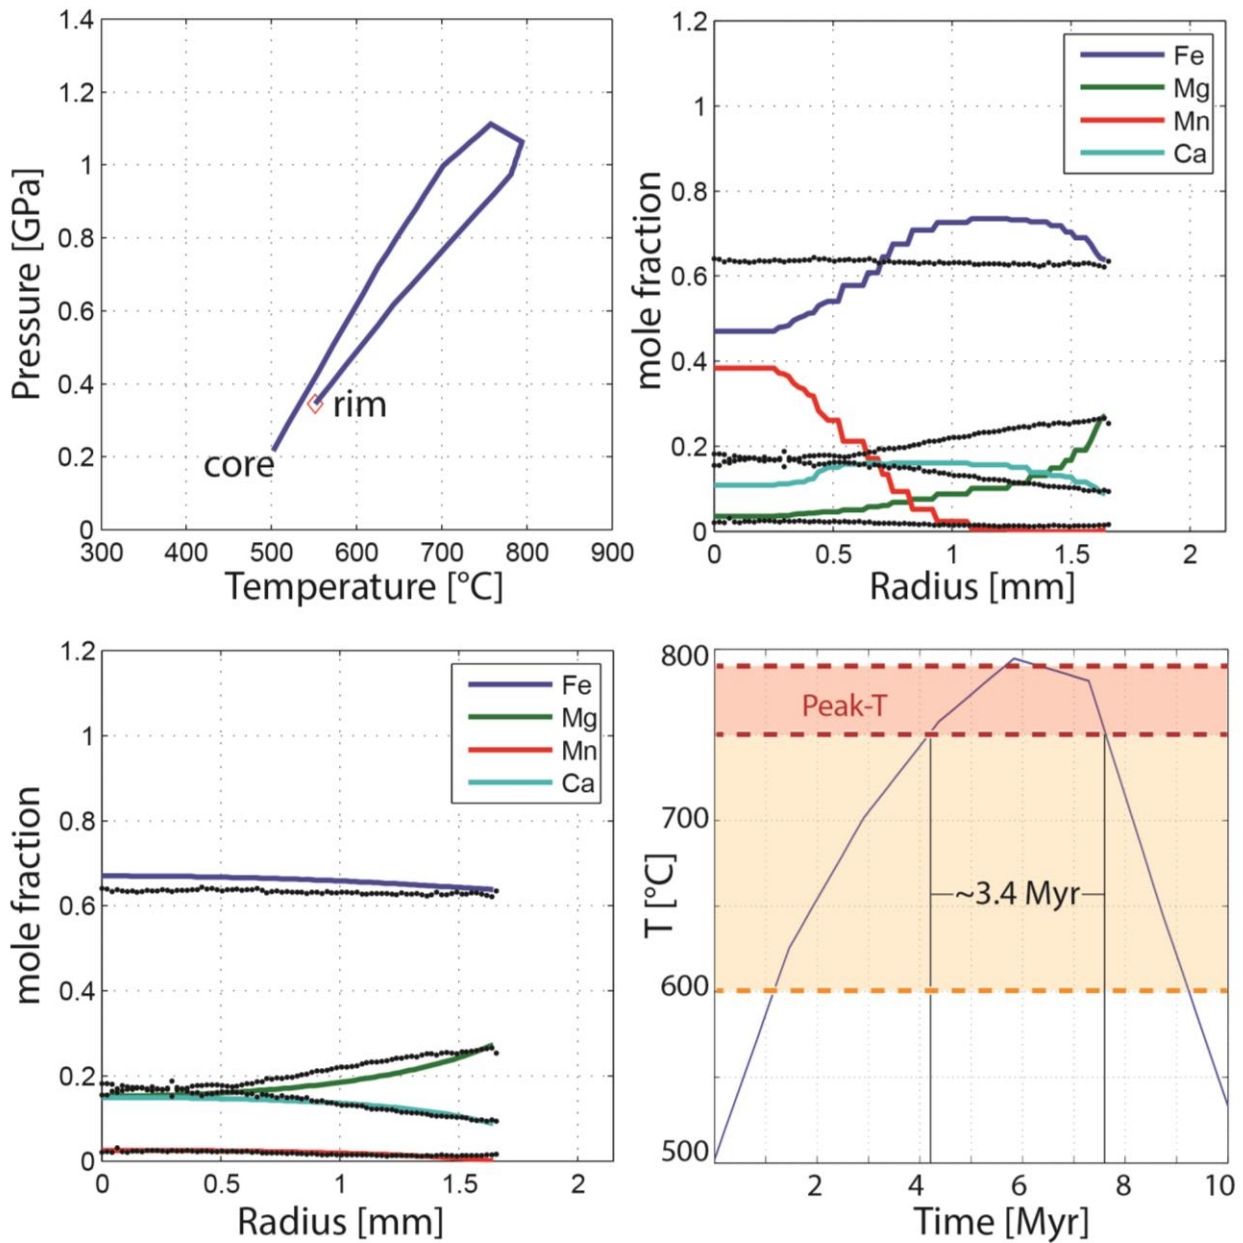 1.4
1.2
1
0.8
0.6
0.4
0.2
0
Pressure [GPa]
core
rim
300 400 500 600 700 800 900
Temperature [°C]
1.2
1
0.8
0.6
0.4
0.2
0
mole fraction
Fe
Mg
Mn
Ca
0 0.5 1 1.5 2
Radius [mm]
1.2
1
0.8
0.6
0.4
0.2
0
mole fraction
Fe
Mg
Mn
Ca
0 0.5 1 1.5 2
Radius [mm]
800
700
600
500
T [°C]
Peak-T
~3.4 Myr
2 4 6 8 10
Time [Myr]